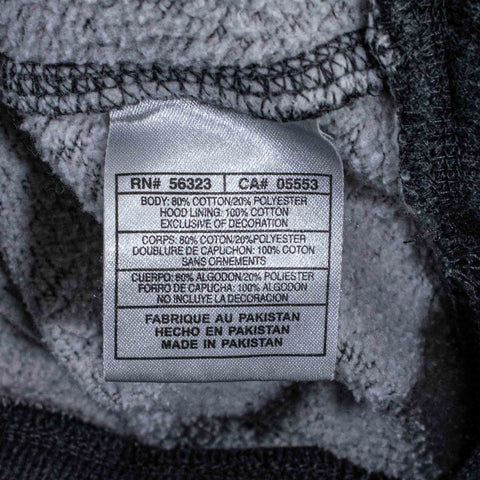 RN# 56323 CA# 05553
BODY: 80% COTTON/20% POLYESTER
HOOD LINING: 100% COTTON
EXCLUSIVE OF DECORATION
CORPS: 80% COTON/20%POLYESTER
DOUBLURE DE CAPUCHON: 100% COTON
SANS ORNEMENTS
CUERPO: 80% ALGODON/20% POLIESTER
FORRO DE CAPUCHA: 100% ALGODON
NO INCLUYE LA DECORACION
FABRIQUE AU PAKISTAN
HECHO EN PAKISTAN
MADE IN PAKISTAN